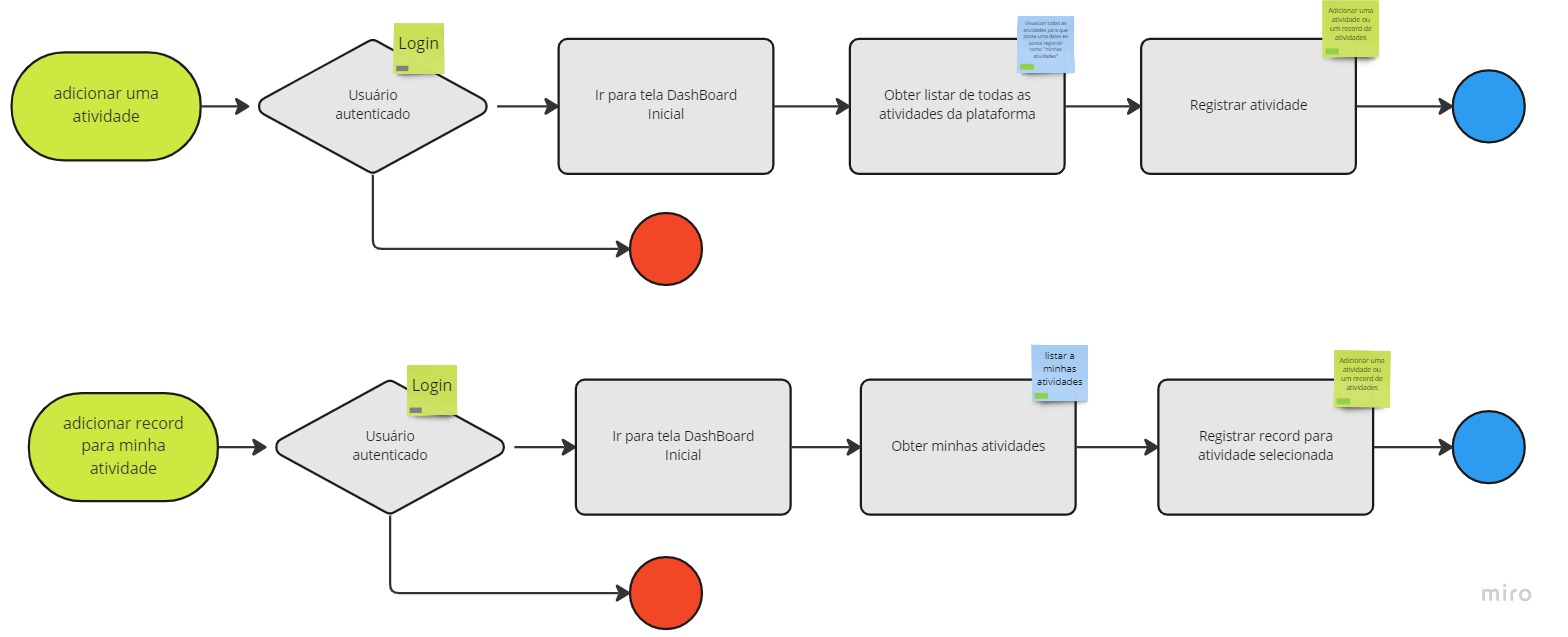 adicionar uma
atividade
Login
Usuário
autenticado
Ir para tela DashBoard
Inicial
Visualizar todas as
atividades para que
possa uma delas eu
possa registrar
como "minhas
atividades"
Obter listar de todas as
atividades da plataforma
Adicionar uma
atividade ou
um record de
atividades
Registrar atividade
adicionar record
para minha
atividade
Login
Usuário
autenticado
Ir para tela DashBoard
Inicial
listar a
minhas
atividades
Obter minhas atividades
Adicionar uma
atividade ou
um record de
atividades
Registrar record para
atividade selecionada
miro